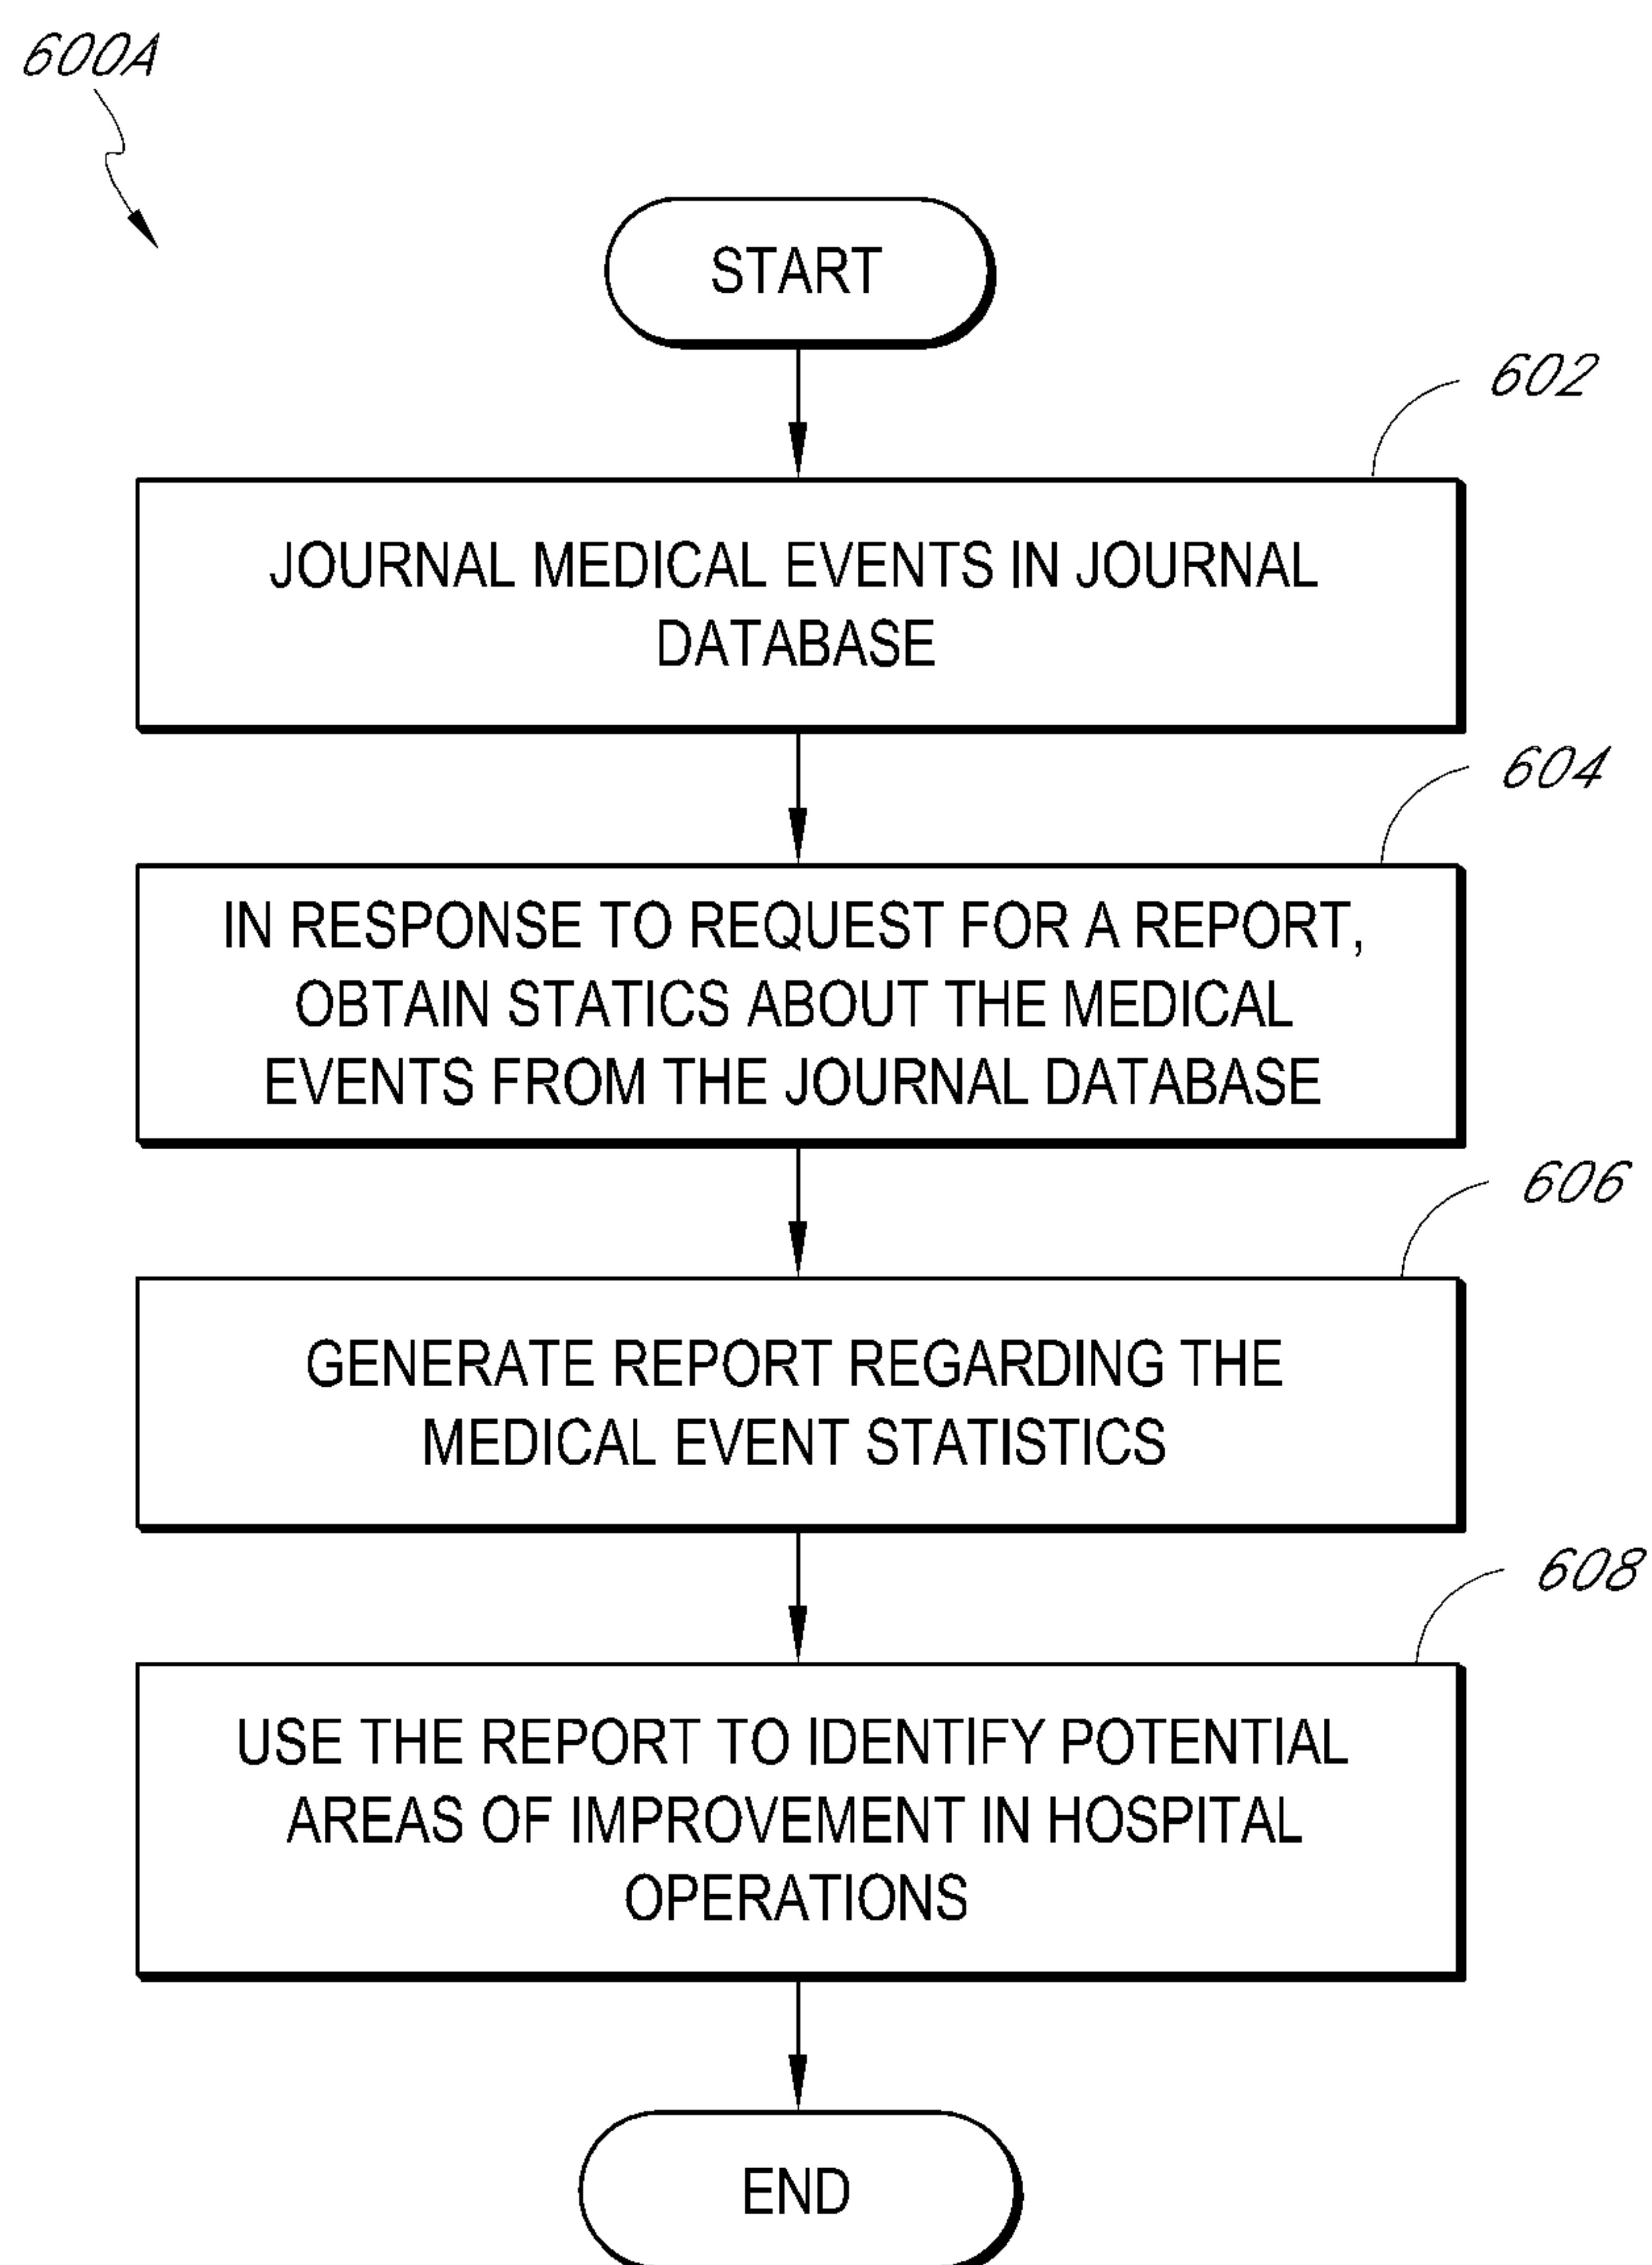 600A
START
602
JOURNAL MEDICAL EVENTS IN JOURNAL
DATABASE
604
IN RESPONSE TO REQUEST FOR A REPORT,
OBTAIN STATICS ABOUT THE MEDICAL
EVENTS FROM THE JOURNAL DATABASE
606
GENERATE REPORT REGARDING THE
MEDICAL EVENT STATISTICS
608
USE THE REPORT TO IDENTIFY POTENTIAL
AREAS OF IMPROVEMENT IN HOSPITAL
OPERATIONS
END